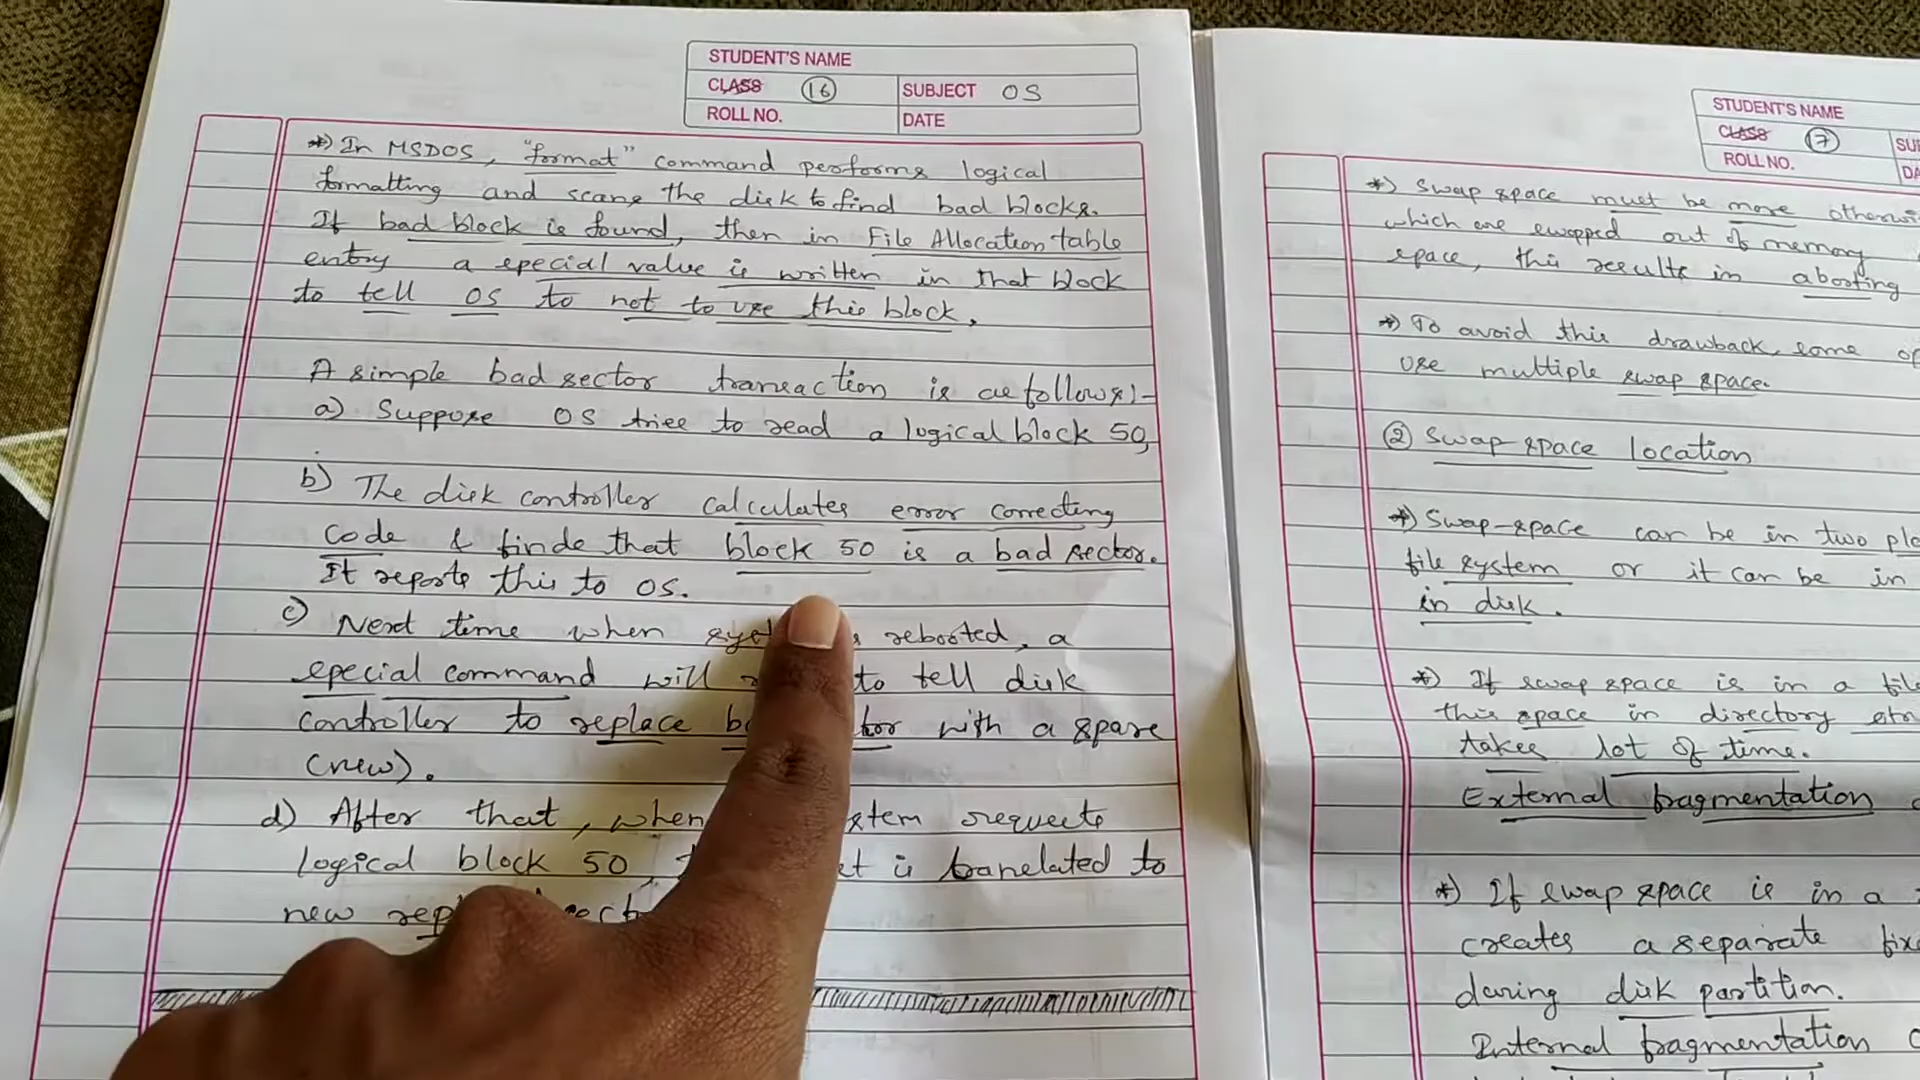 STUDENT'S NAME
CLASS 16 SUBJECT OS
ROLL NO. DATE
*) In MSDOS, "format" command performs logical
formatting and scans the disk to find bad blocks.
If bad block is found, then in File Allocation table
entry a special value is written in that block
to tell OS to not to use this block.
A simple bad sector transaction is as follows:-
a) Suppose OS tries to read a logical block 50,
b) The disk controller calculates error correcting
code & finds that block 50 is a bad sector.
It reports this to OS.
c) Next time when rebooted, a
special command will to tell disk
controller to replace with a spare
(new).
d) After that, when requests
logical block 50, is translated to
new
STUDENT'S NAME
CLASS 17
ROLL NO.
*) Swap space must be more
which are swapped out of memory
space, this results in aborting
*) To avoid this drawback, some
use multiple swap space.
② Swap space location
*) Swap-space can be in two
file system or it can be in
in disk.
*) If swap space is in a
this space in directory
takes lot of time.
External fragmentation
*) If swap space is in a
creates a separate
during disk partition.
Internal fragmentation